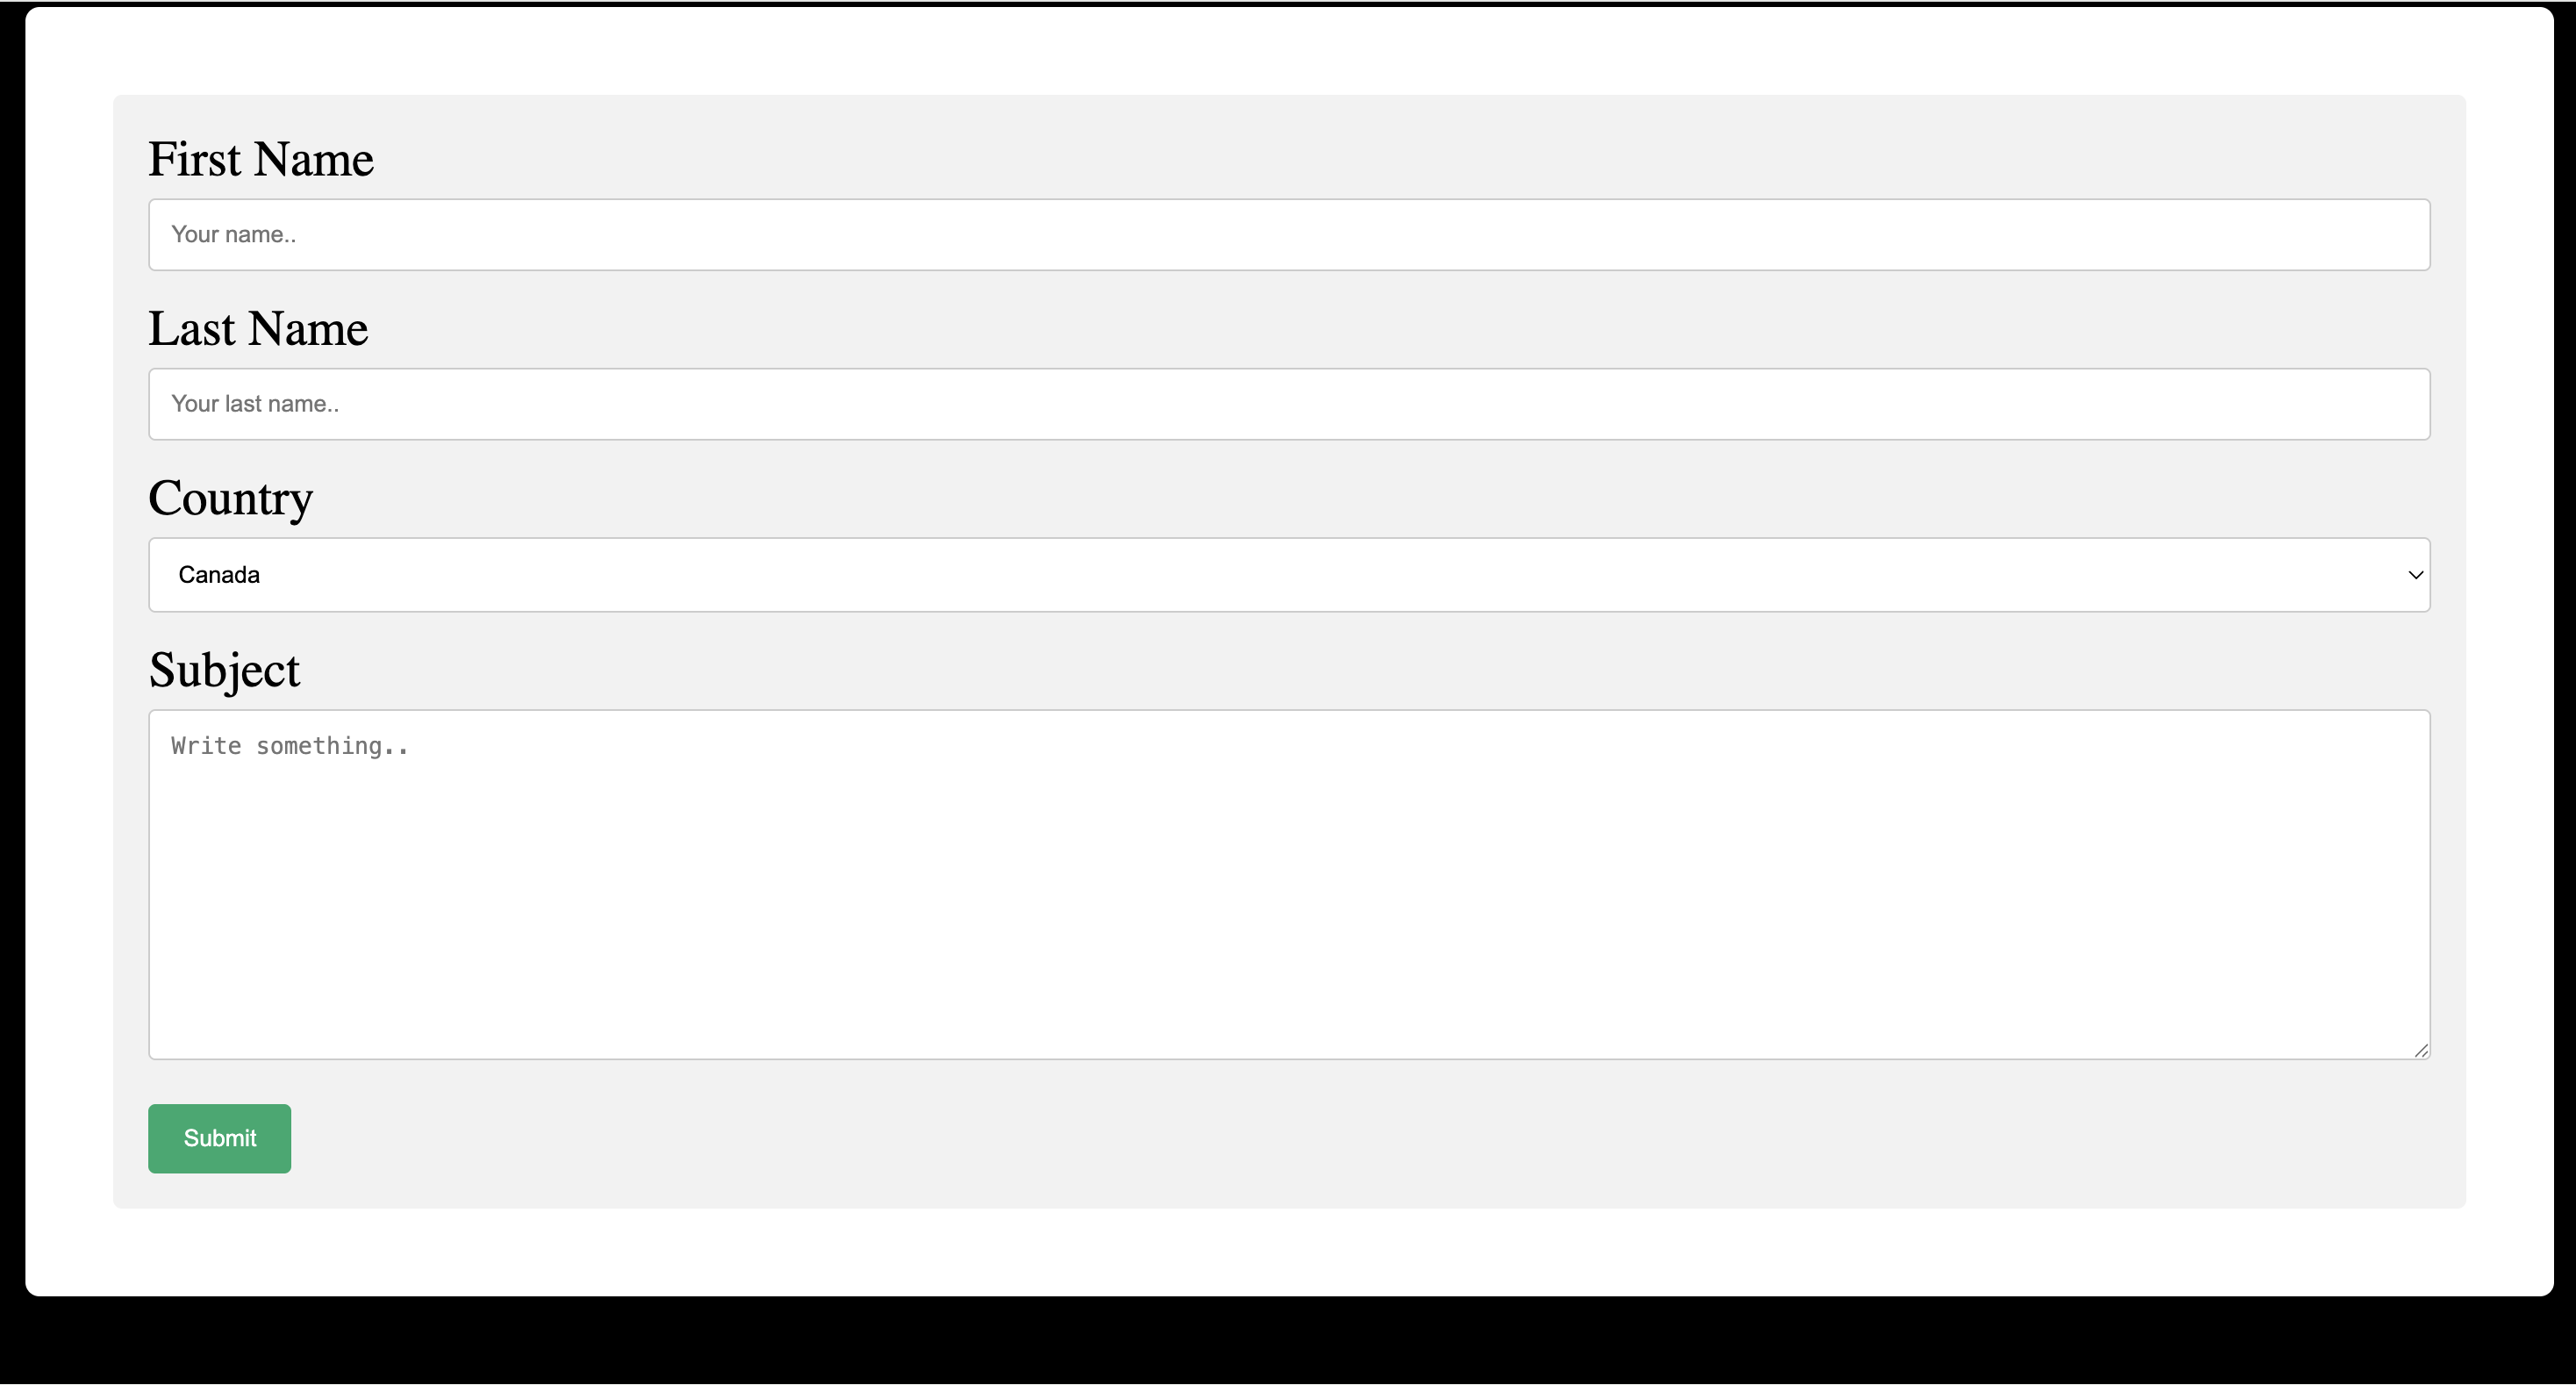 First Name
Your name..
Last Name
Your last name..
Country
Canada
Subject
Write something..
Submit